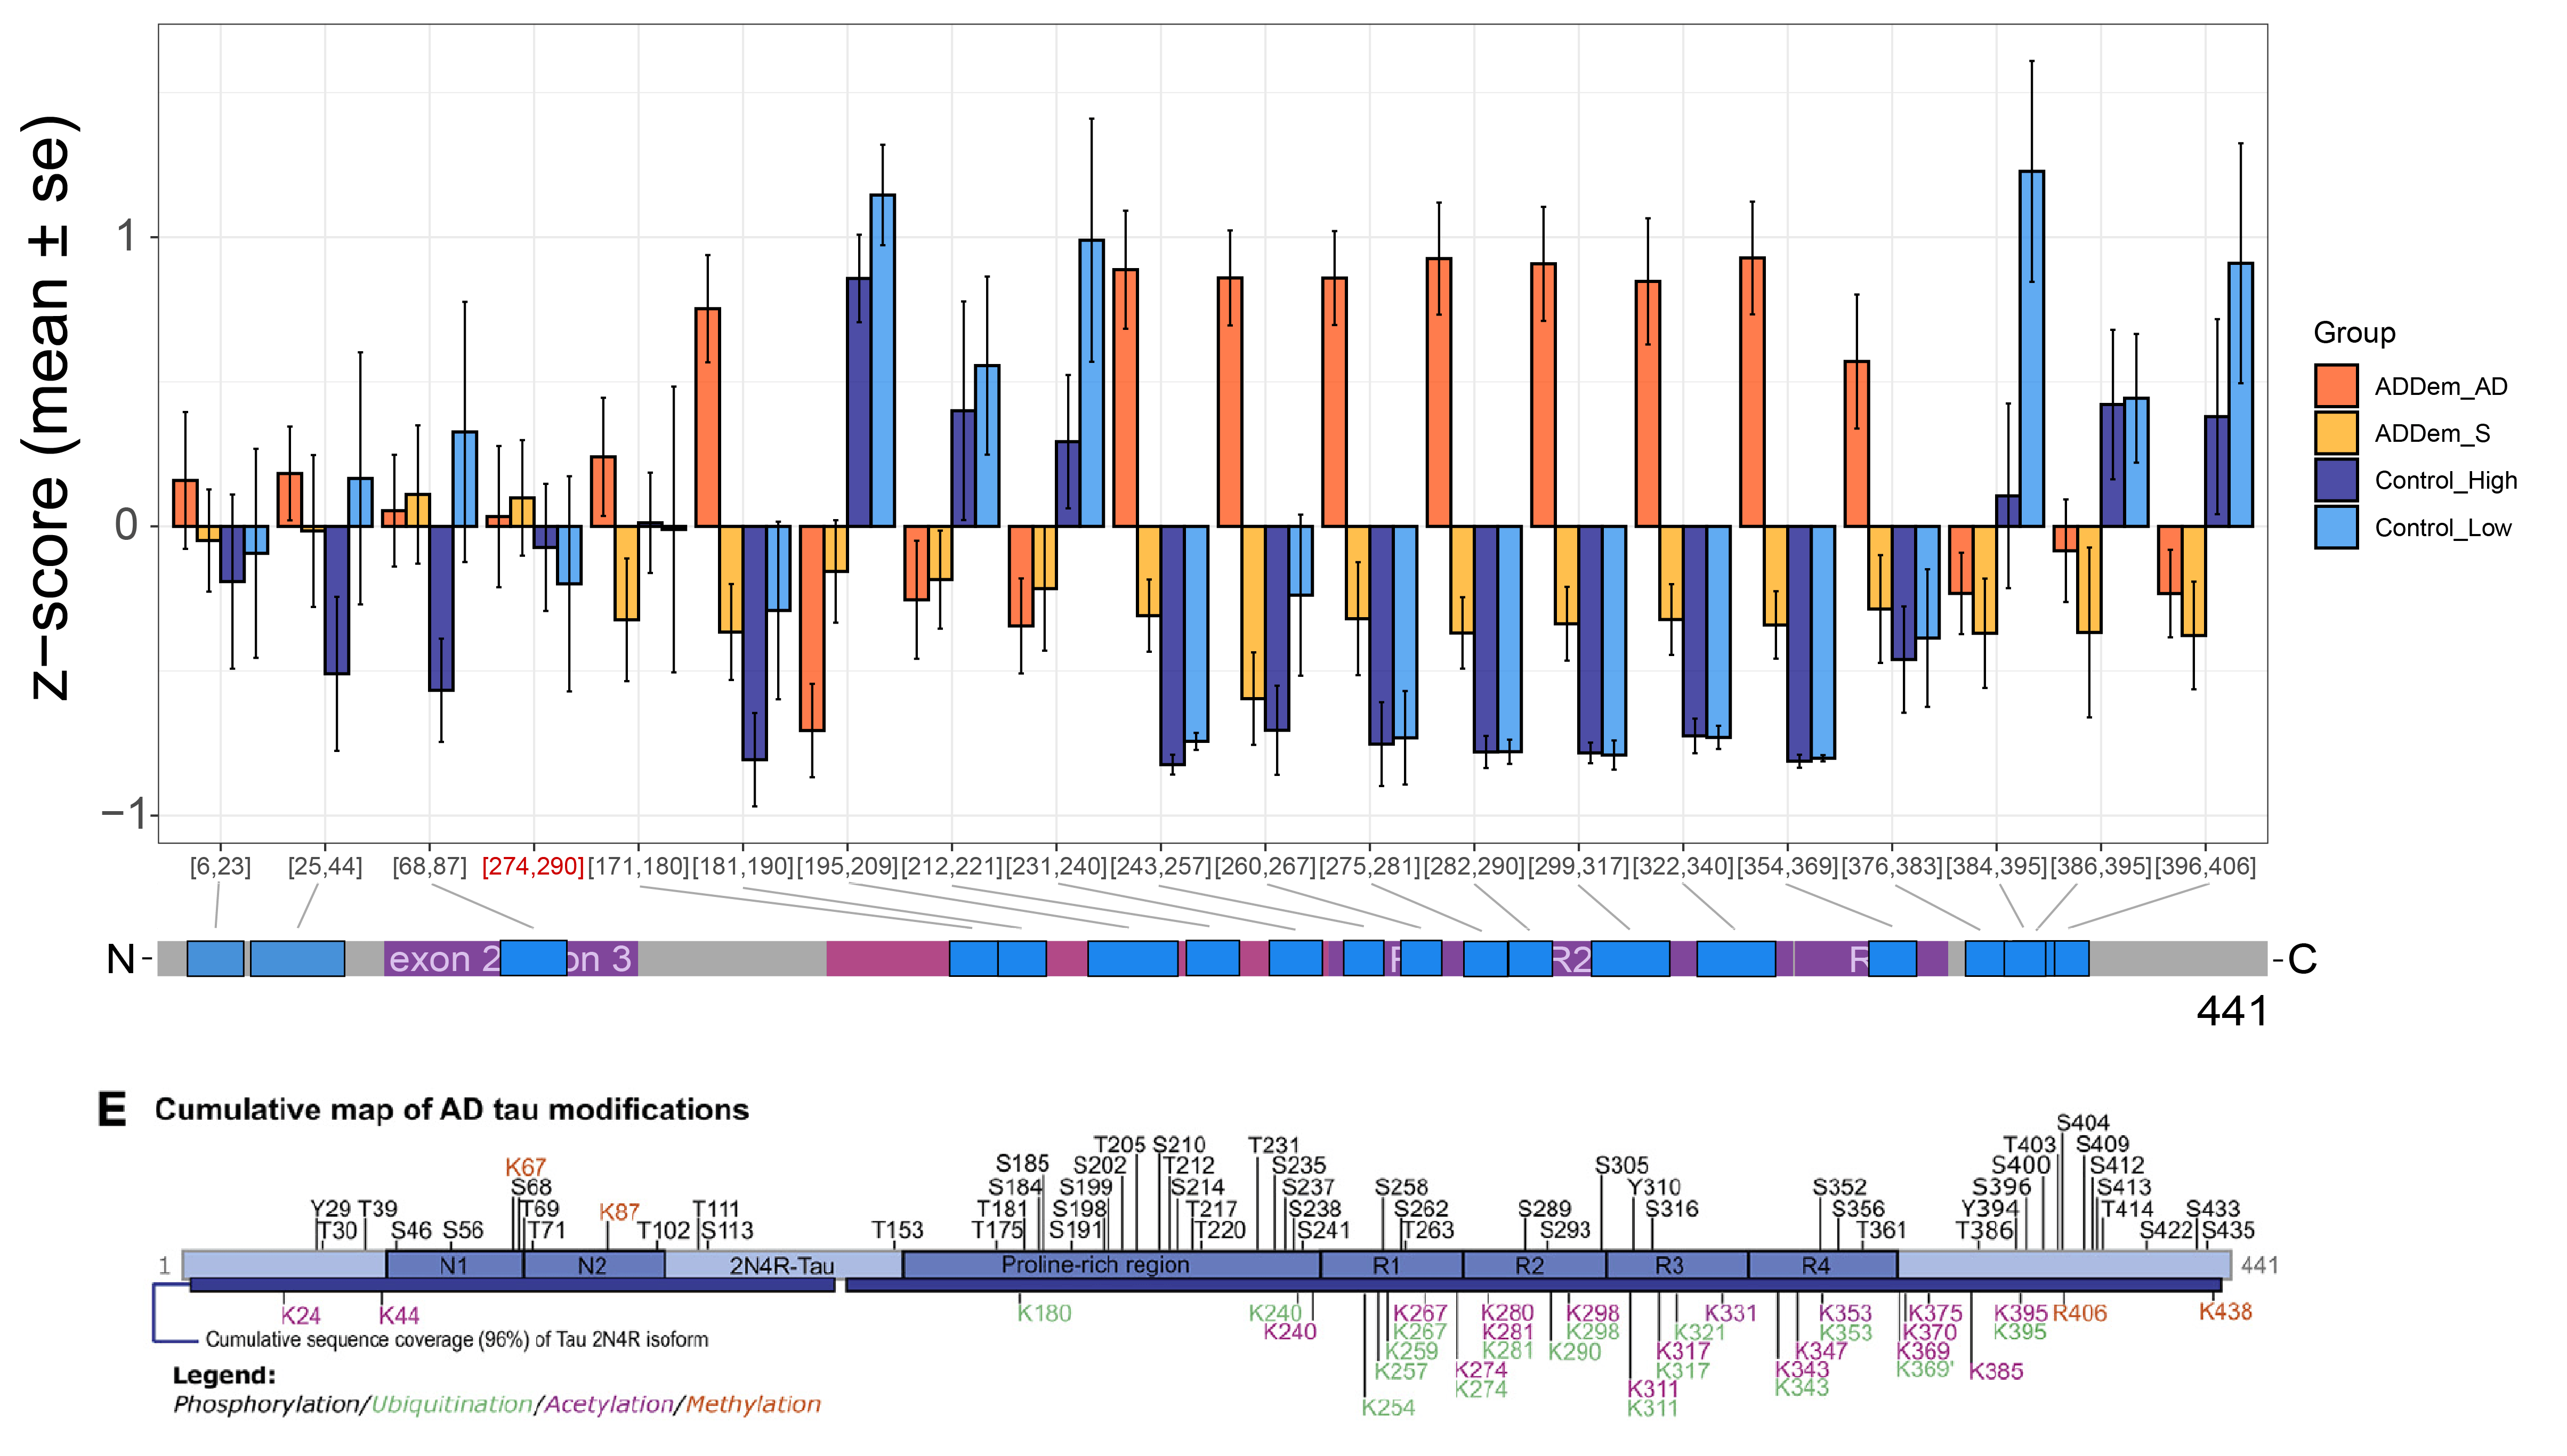 z−score (mean ± se)
1
0
−1
Group
ADDem_AD
ADDem_S
Control_High
Control_Low
[6,23] [25,44] [68,87] [274,290] [171,180] [181,190] [195,209] [212,221] [231,240] [243,257] [260,267] [275,281] [282,290] [299,317] [322,340] [354,369] [376,383] [384,395] [386,395] [396,406]
N- exon 2 on 3 R2 R -C
441
E Cumulative map of AD tau modifications
S404
T205 S210 T231 T403 S409
K67 S185 S202 T212 S235 S305 S400 S412
S68 S184 S199 S214 S237 S258 Y310 S352 S396 S413
Y29 T39 T69 K87 T111 T181 S198 T217 S238 S262 S289 S316 S356 Y394 T414 S433
T30 S46 S56 T71 T102 S113 T153 T175 S191 T220 S241 T263 S293 T361 T386 S422 S435
1 N1 N2 2N4R-Tau Proline-rich region R1 R2 R3 R4 441
K24 K44 K180 K240 K267 K280 K298 K331 K353 K375 K395 R406 K438
Cumulative sequence coverage (96%) of Tau 2N4R isoform K240 K267 K281 K298 K321 K353 K370 K395
K259 K281 K290 K317 K347 K369
Legend: K257 K274 K317 K343 K369' K385
K274 K311 K343
Phosphorylation/Ubiquitination/Acetylation/Methylation K254 K311